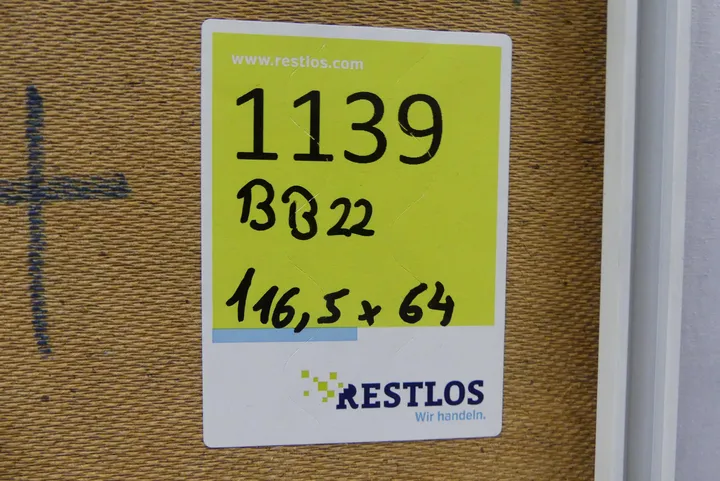 www.restlos.com
1139
BB22
116,5 x 64
RESTLOS
Wir handeln.